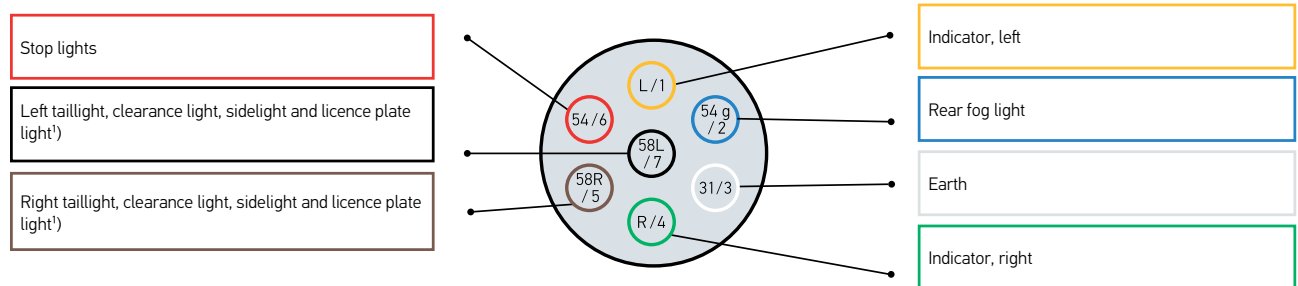 Stop lights
Left taillight, clearance light, sidelight and licence plate
light¹)
Right taillight, clearance light, sidelight and licence plate
light¹)
L/1
54/6
54 g
/2
58L
/7
58R
/5
31/3
R/4
Indicator, left
Rear fog light
Earth
Indicator, right